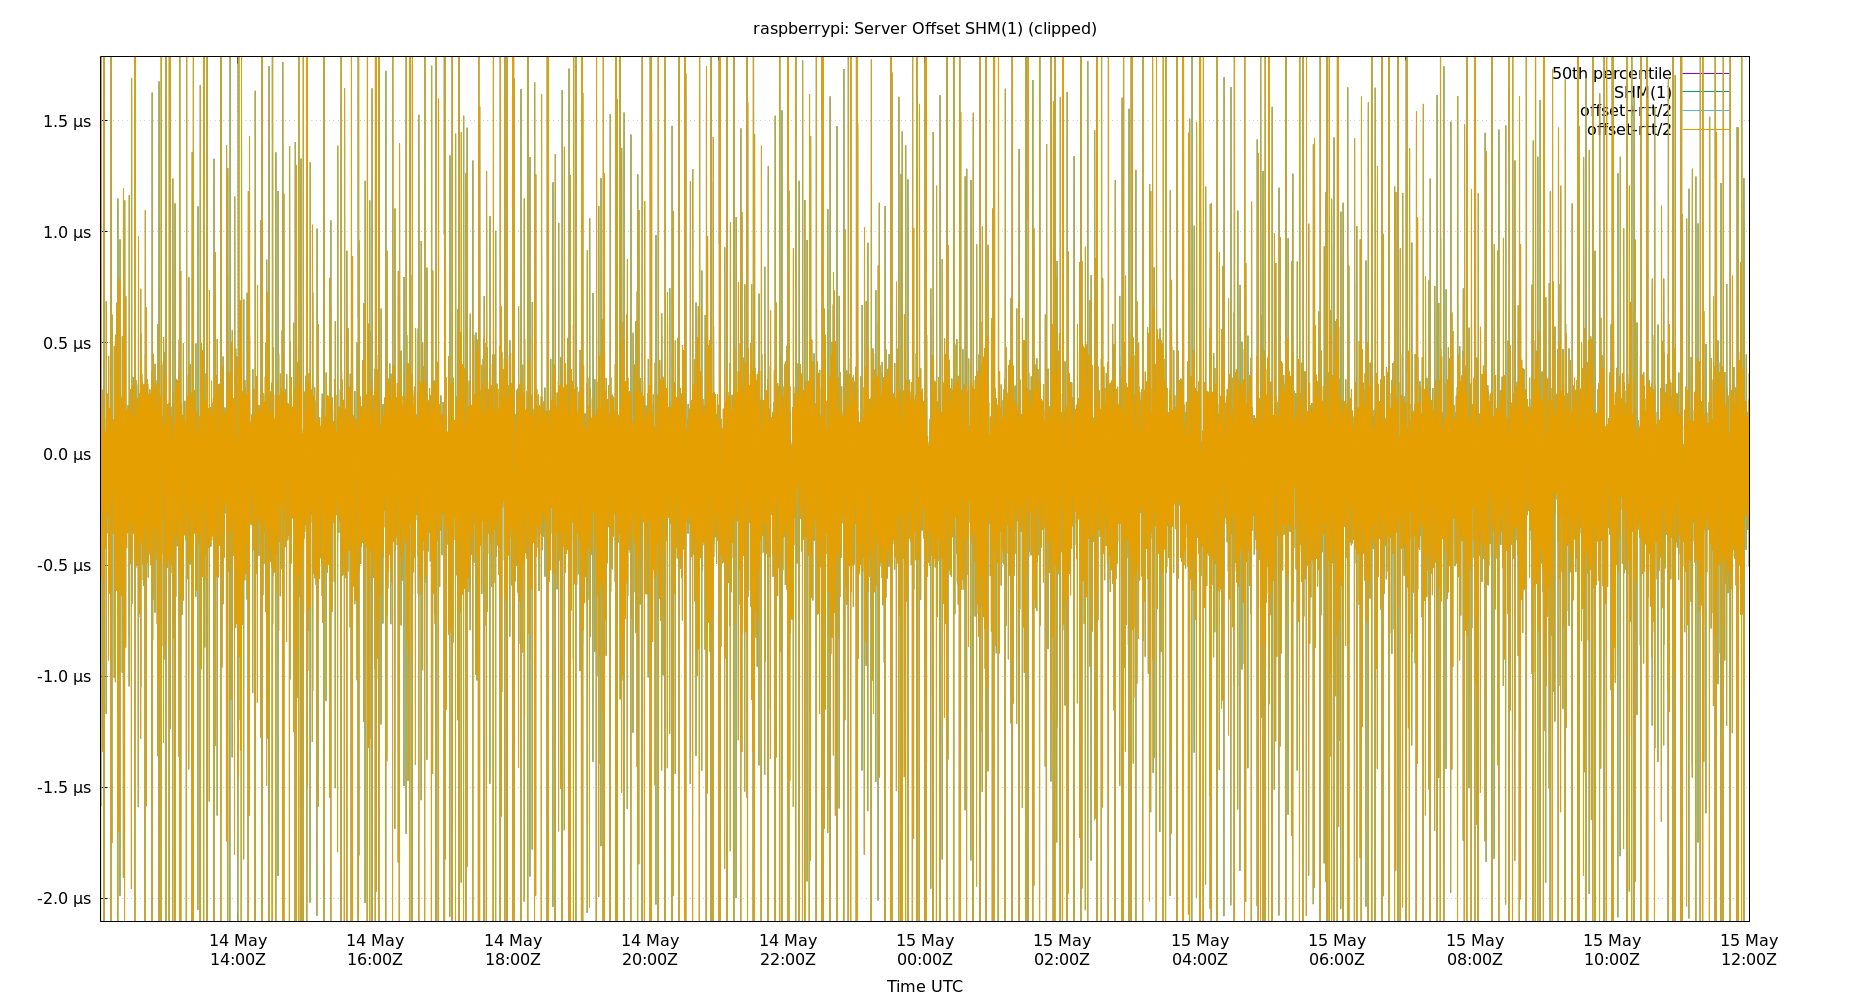 raspberrypi: Server Offset SHM(1) (clipped)
50th percentile
SHM(1)
offset+rtt/2
offset-rtt/2
1.5 µs
1.0 µs
0.5 µs
0.0 µs
-0.5 µs
-1.0 µs
-1.5 µs
-2.0 µs
14 May 14 May 14 May 14 May 14 May 15 May 15 May 15 May 15 May 15 May 15 May 15 May
14:00Z 16:00Z 18:00Z 20:00Z 22:00Z 00:00Z 02:00Z 04:00Z 06:00Z 08:00Z 10:00Z 12:00Z
Time UTC